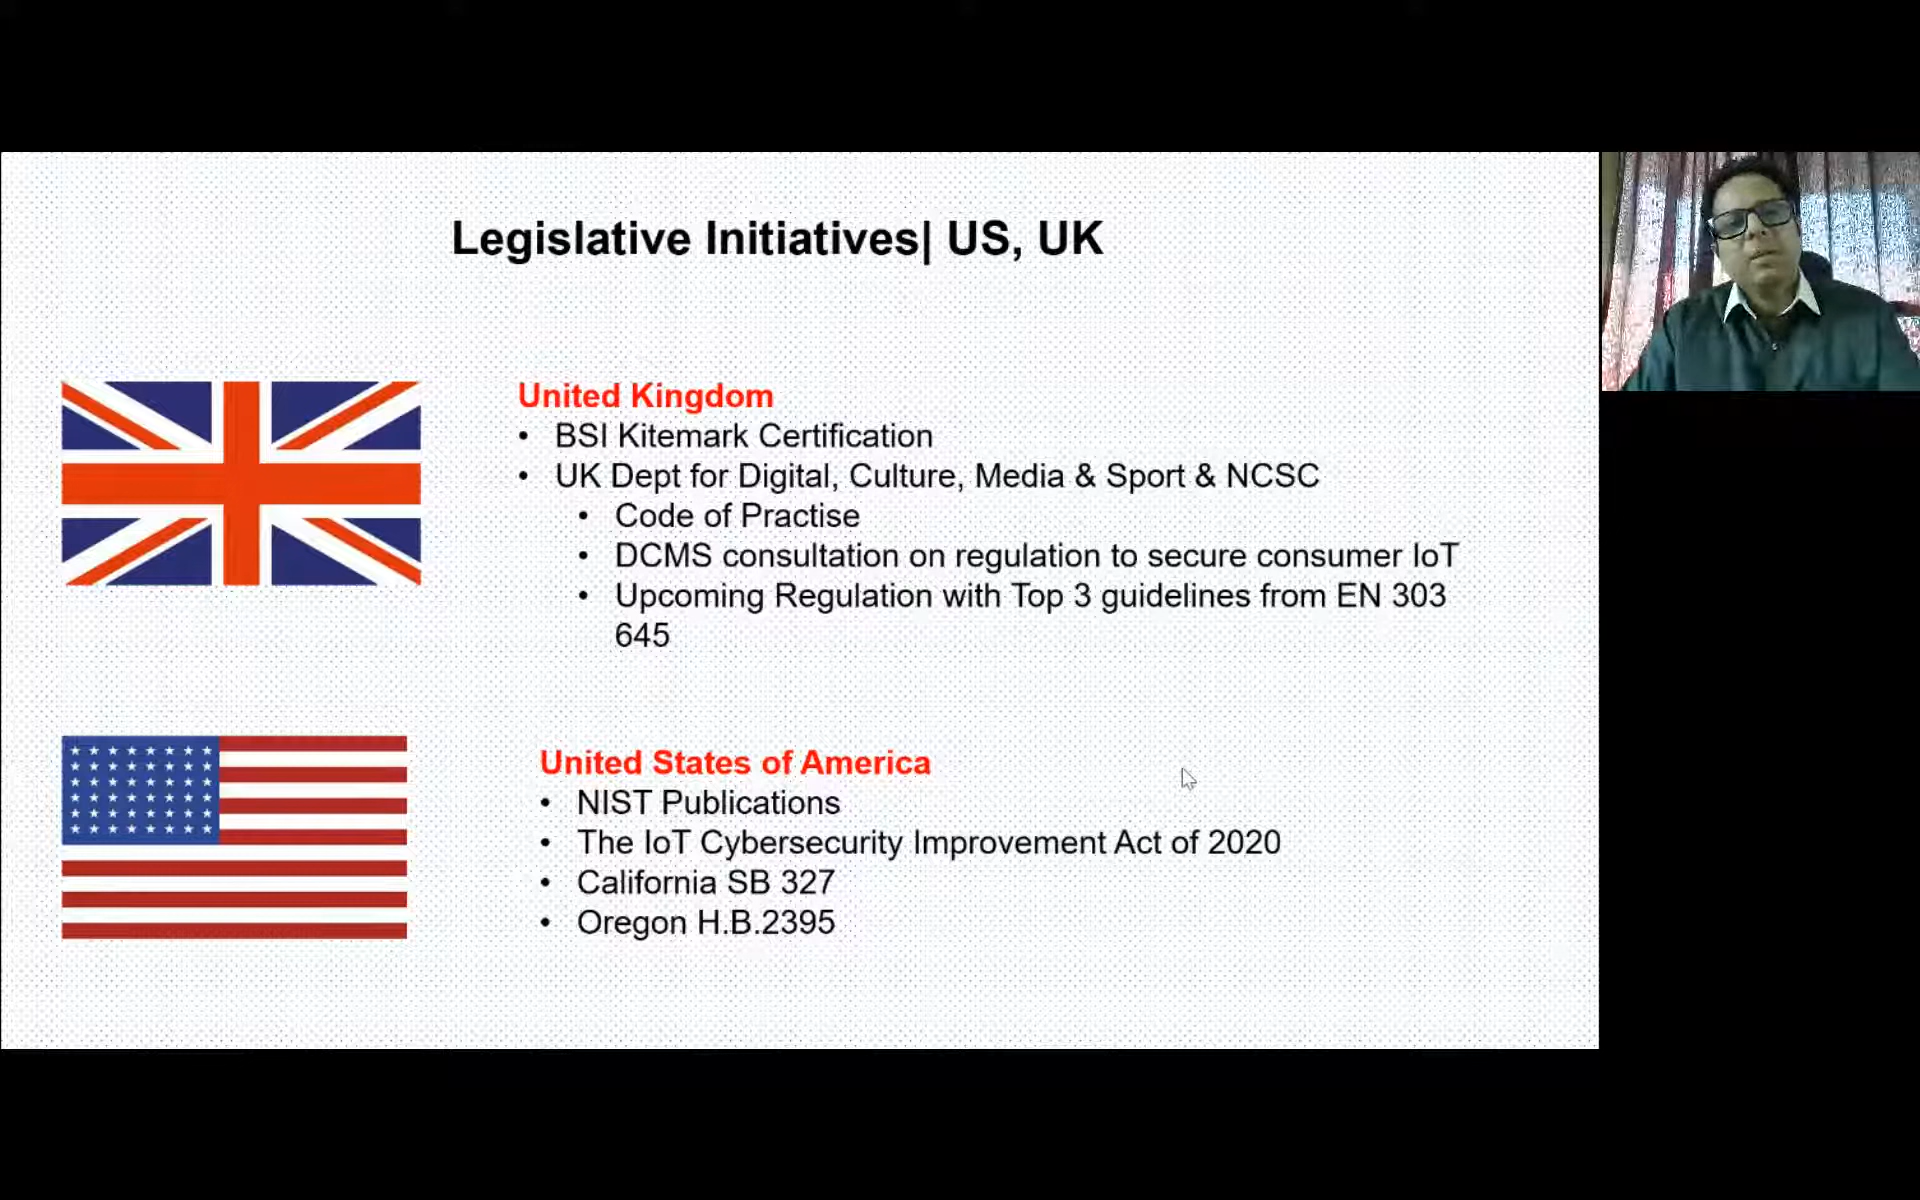 Legislative Initiatives| US, UK
United Kingdom
• BSI Kitemark Certification
• UK Dept for Digital, Culture, Media & Sport & NCSC
• Code of Practise
• DCMS consultation on regulation to secure consumer IoT
• Upcoming Regulation with Top 3 guidelines from EN 303
645
United States of America
• NIST Publications
• The IoT Cybersecurity Improvement Act of 2020
• California SB 327
• Oregon H.B.2395